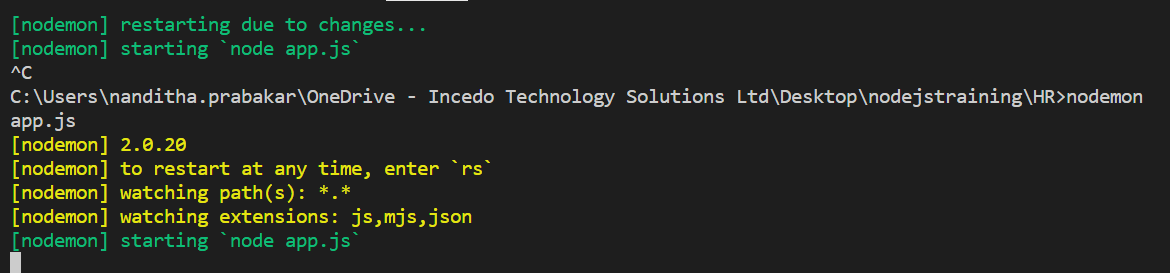 [nodemon] restarting due to changes...
[nodemon] starting `node app.js`
^C
C:\Users\nanditha.prabakar\OneDrive - Incedo Technology Solutions Ltd\Desktop\nodejstraining\HR>nodemon
app.js
[nodemon] 2.0.20
[nodemon] to restart at any time, enter `rs`
[nodemon] watching path(s): *.*
[nodemon] watching extensions: js,mjs,json
[nodemon] starting `node app.js`